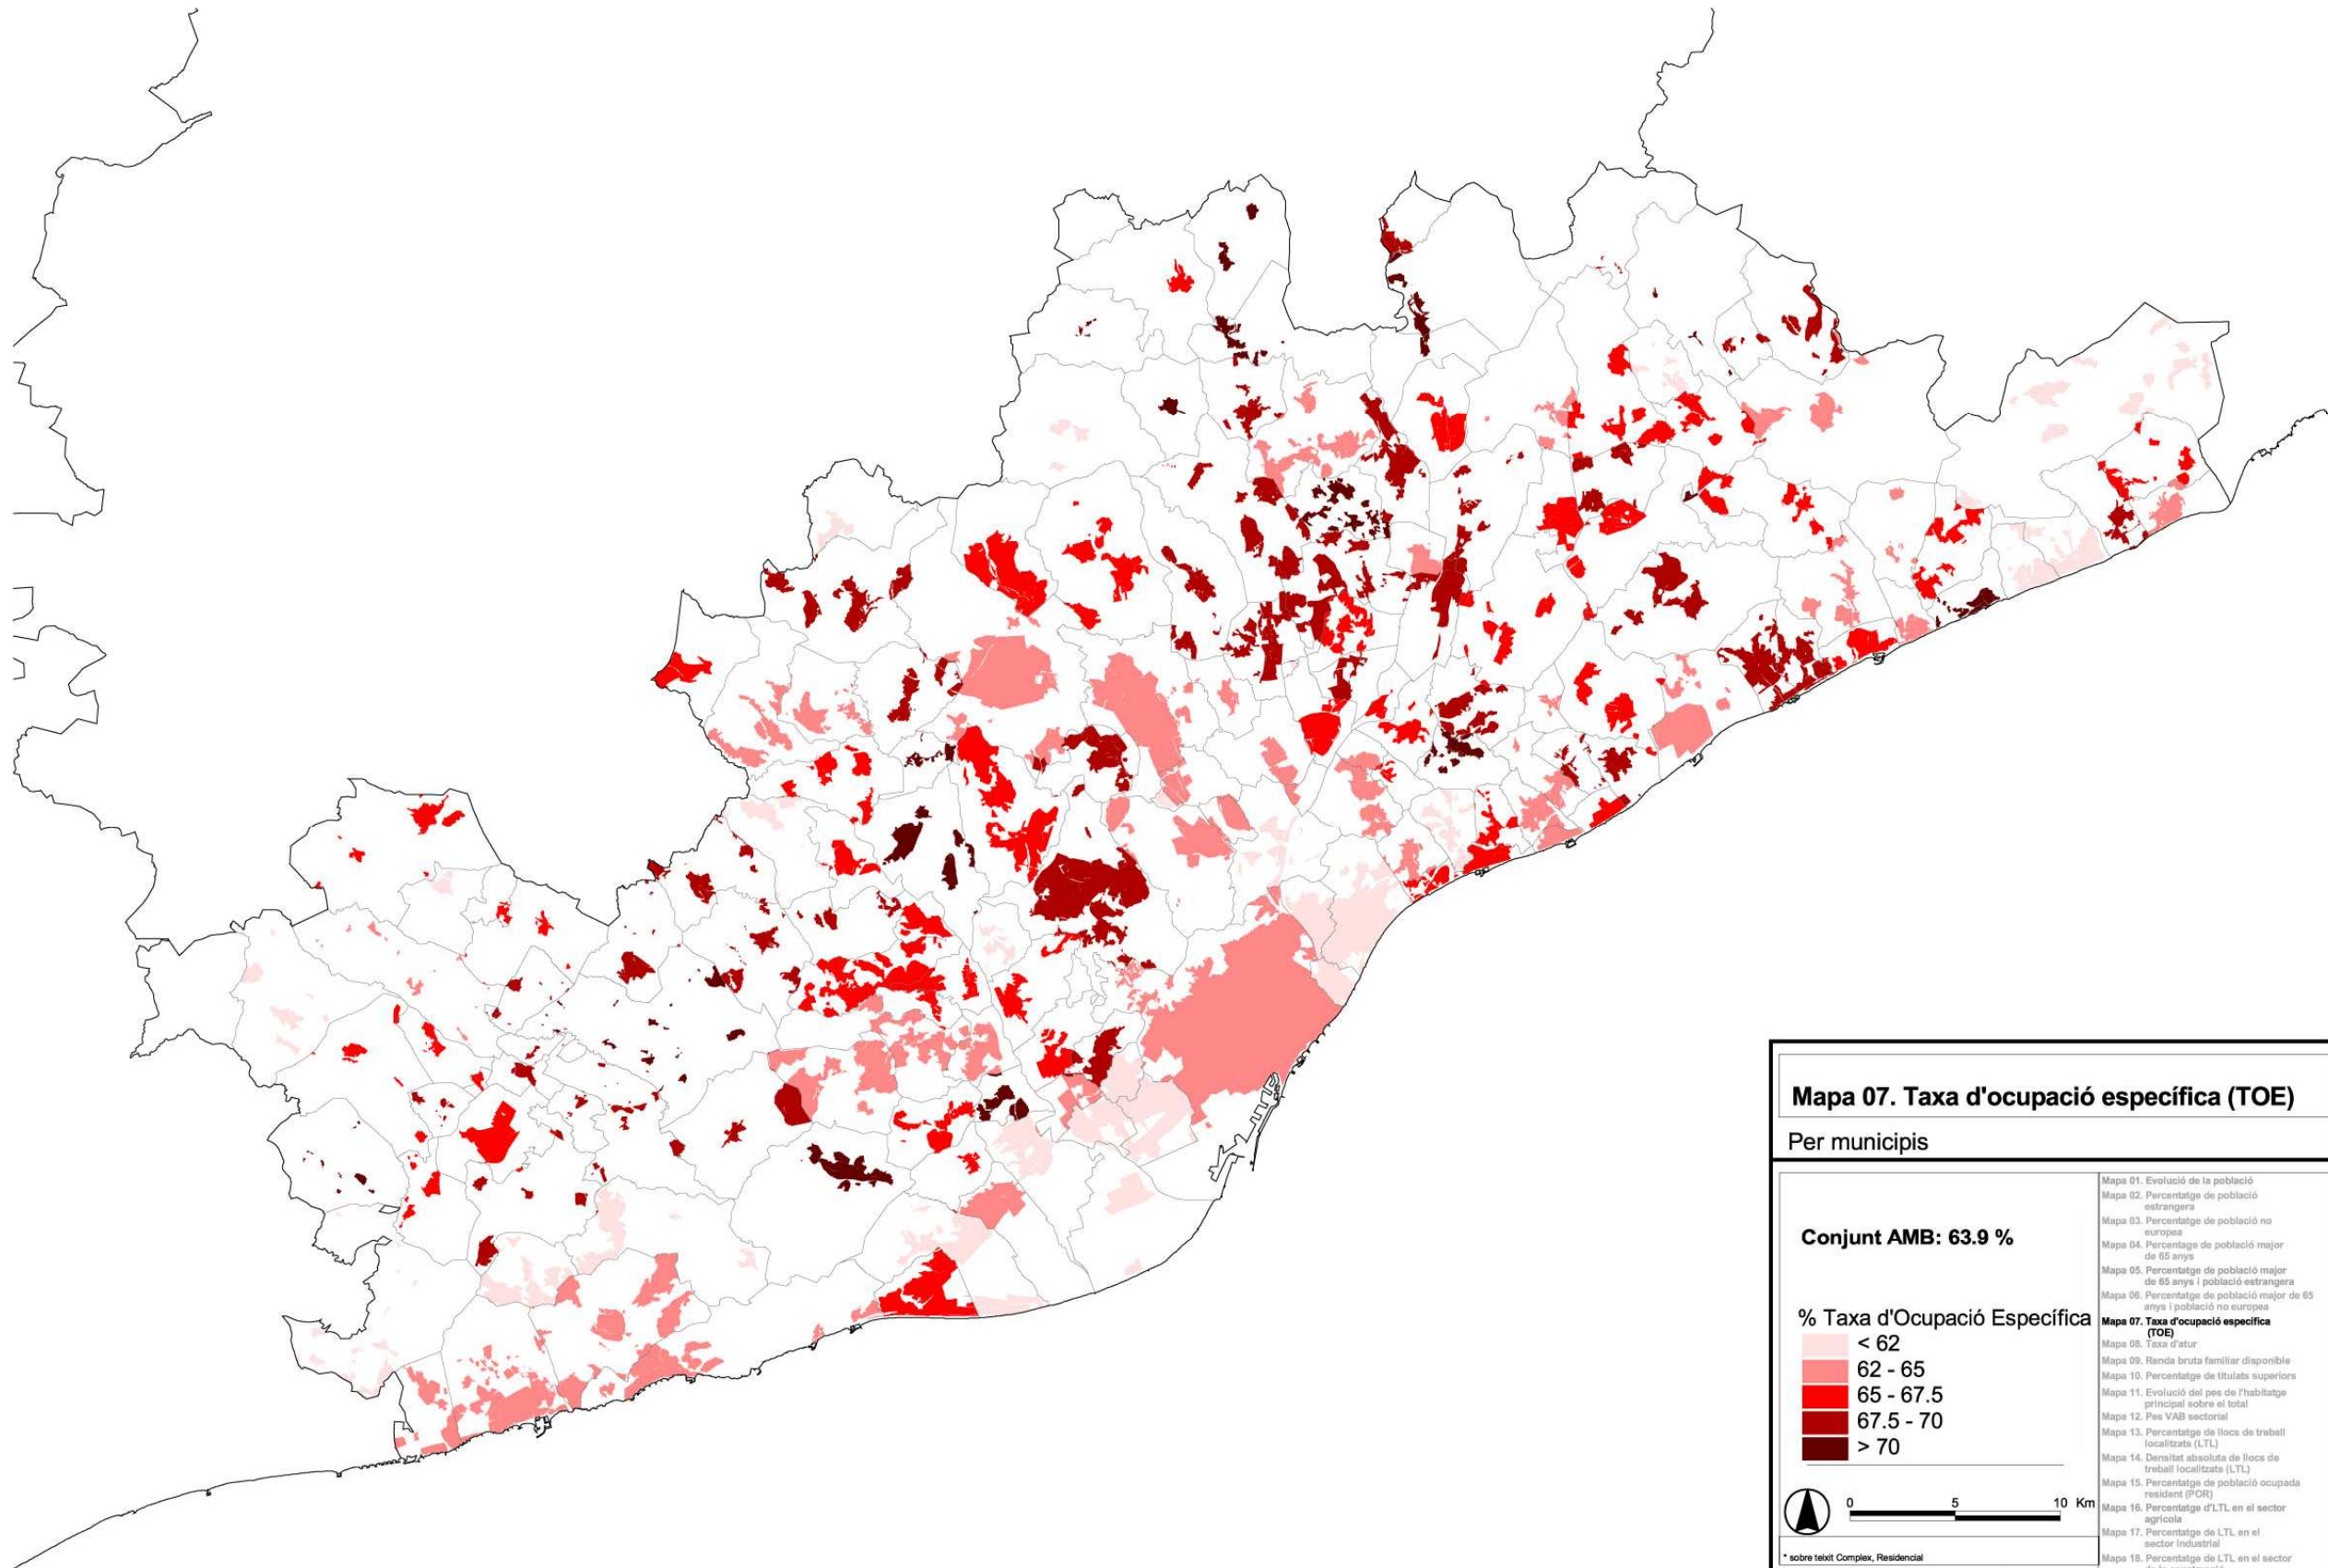 Mapa 07. Taxa d'ocupació específica (TOE)
Per municipis
Conjunt AMB: 63.9 %
% Taxa d'Ocupació Específica
< 62
62 - 65
65 - 67.5
67.5 - 70
> 70
0 5 10 Km
* sobre teixit Complex, Residencial
Mapa 01. Evolució de la població
Mapa 02. Percentatge de població
estrangera
Mapa 03. Percentatge de població no
europea
Mapa 04. Percentage de població major
de 65 anys
Mapa 05. Percentatge de població major
de 65 anys i població estrangera
Mapa 06. Percentatge de població major de 65
anys i població no europea
Mapa 07. Taxa d'ocupació específica
(TOE)
Mapa 08. Taxa d'atur
Mapa 09. Renda bruta familiar disponible
Mapa 10. Percentatge de titulats superiors
Mapa 11. Evolució del pes de l'habitatge
principal sobre el total
Mapa 12. Pes VAB sectorial
Mapa 13. Percentatge de llocs de treball
localitzats (LTL)
Mapa 14. Densitat absoluta de llocs de
treball localitzats (LTL)
Mapa 15. Percentatge de població ocupada
resident (POR)
Mapa 16. Percentatge d'LTL en el sector
agrícola
Mapa 17. Percentatge de LTL en el
sector industrial
Mapa 18. Percentatge de LTL en el sector